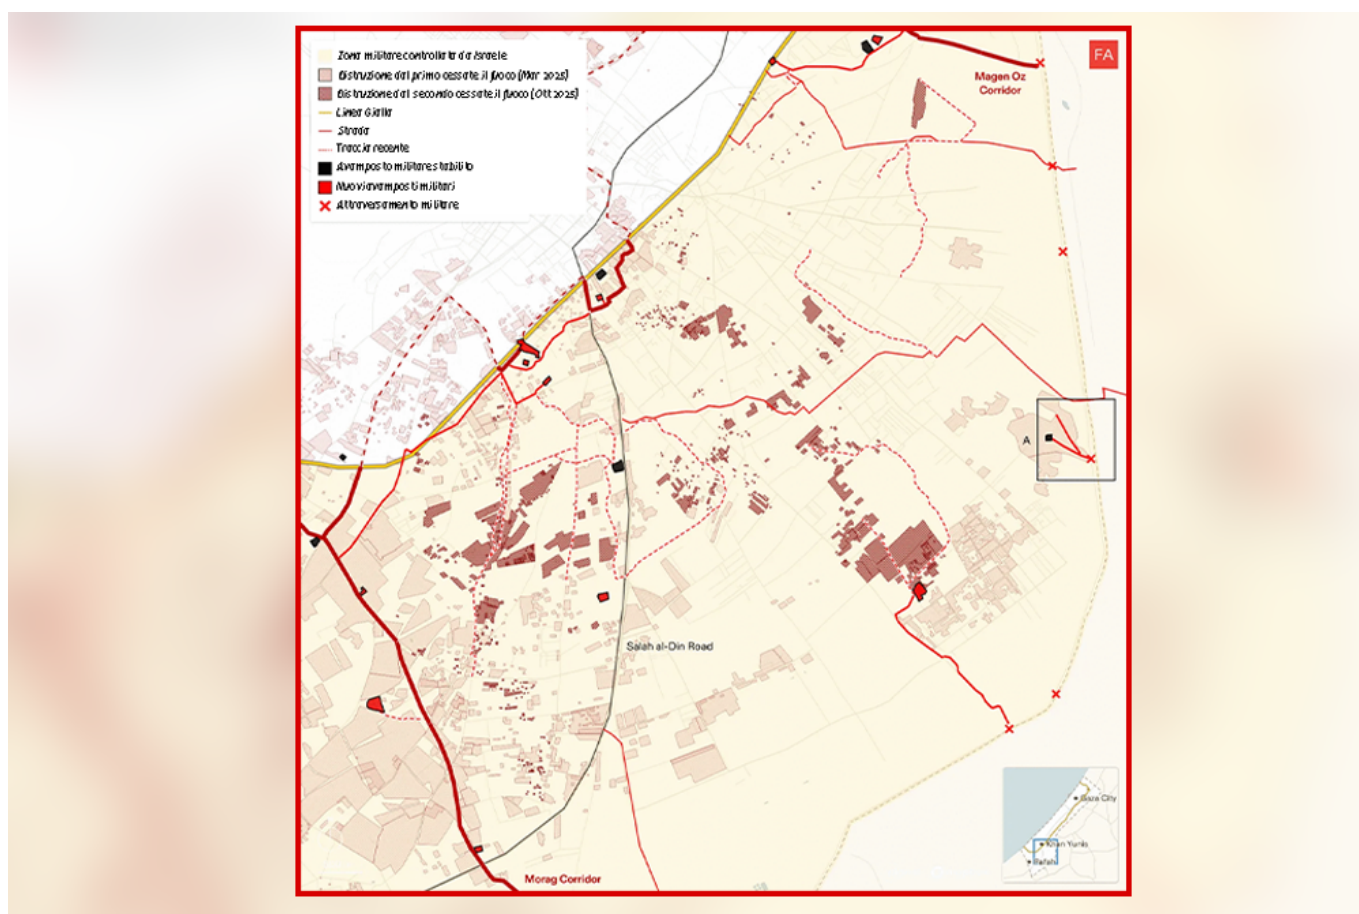 Zona militare controllata da Israele
Distruzione dal primo cessate il fuoco (Mar 2025)
Distruzione dal secondo cessate il fuoco (Ott 2025)
Linea Gialla
Strada
Traccia recente
Avamposto militare stabilito
Nuovi avamposti militari
Attraversamento militare
FA
Magen Oz
Corridor
A
Salah al-Din Road
Morag Corridor
Gaza City
Khan Yunis
Rafah